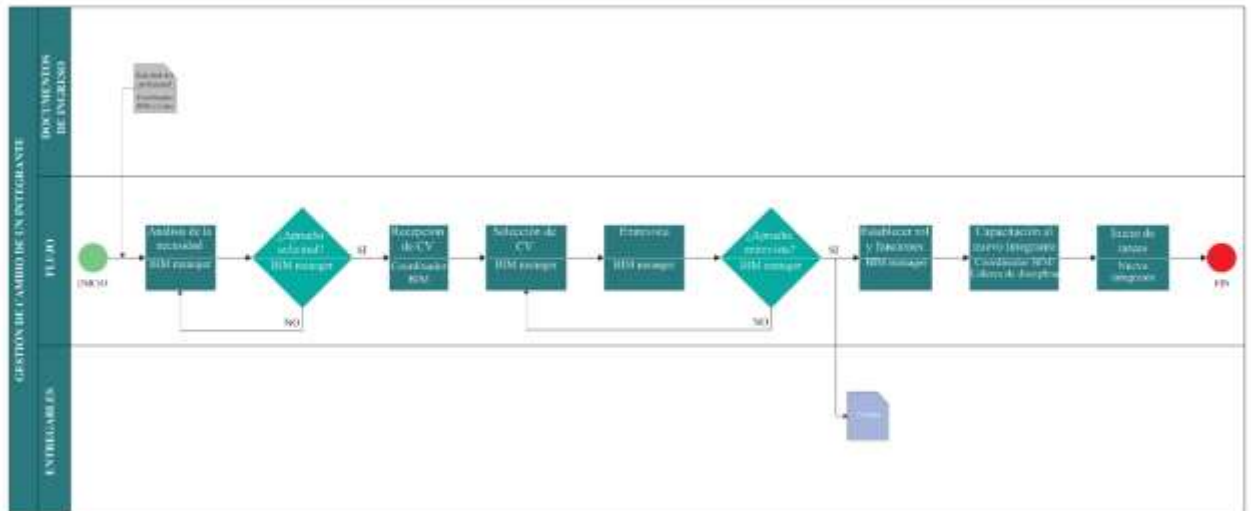 GESTIÓN DE CAMBIO DE UN INTEGRANTE
DOCUMENTOS
DE INGRESO
FLUJO
ENTREGABLES
INICIO
Análisis de la
necesidad
BIM manager
¿Aprueba
solicitud?
BIM manager
SI
NO
Recepción
de CV
Coordinador
BIM
Selección de
CV
BIM manager
Entrevista
BIM manager
¿Aprueba
entrevista?
BIM manager
SI
NO
Establecer rol
y funciones
BIM manager
Capacitación al
nuevo integrante
Coordinador BIM/
Líderes de disciplina
Inicio de
tareas
Nuevo
integrante
FIN